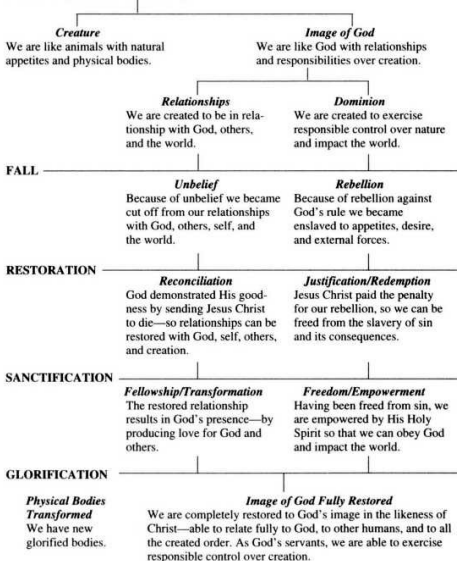 Creature
We are like animals with natural
appetites and physical bodies.
Image of God
We are like God with relationships
and responsibilities over creation.
Relationships
We are created to be in rela-
tionship with God, others,
and the world.
Dominion
We are created to exercise
responsible control over nature
and impact the world.
FALL
Unbelief
Because of unbelief we became
cut off from our relationships
with God, others, self, and
the world.
Rebellion
Because of rebellion against
God's rule we became
enslaved to appetites, desire,
and external forces.
RESTORATION
Reconciliation
God demonstrated His good-
ness by sending Jesus Christ
to die—so relationships can be
restored with God, self, others,
and creation.
Justification/Redemption
Jesus Christ paid the penalty
for our rebellion, so we can be
freed from the slavery of sin
and its consequences.
SANCTIFICATION
Fellowship/Transformation
The restored relationship
results in God's presence—by
producing love for God and
others.
Freedom/Empowerment
Having been freed from sin, we
are empowered by His Holy
Spirit so that we can obey God
and impact the world.
GLORIFICATION
Physical Bodies
Transformed
We have new
glorified bodies.
Image of God Fully Restored
We are completely restored to God's image in the likeness of
Christ—able to relate fully to God, to other humans, and to all
the created order. As God's servants, we are able to exercise
responsible control over creation.